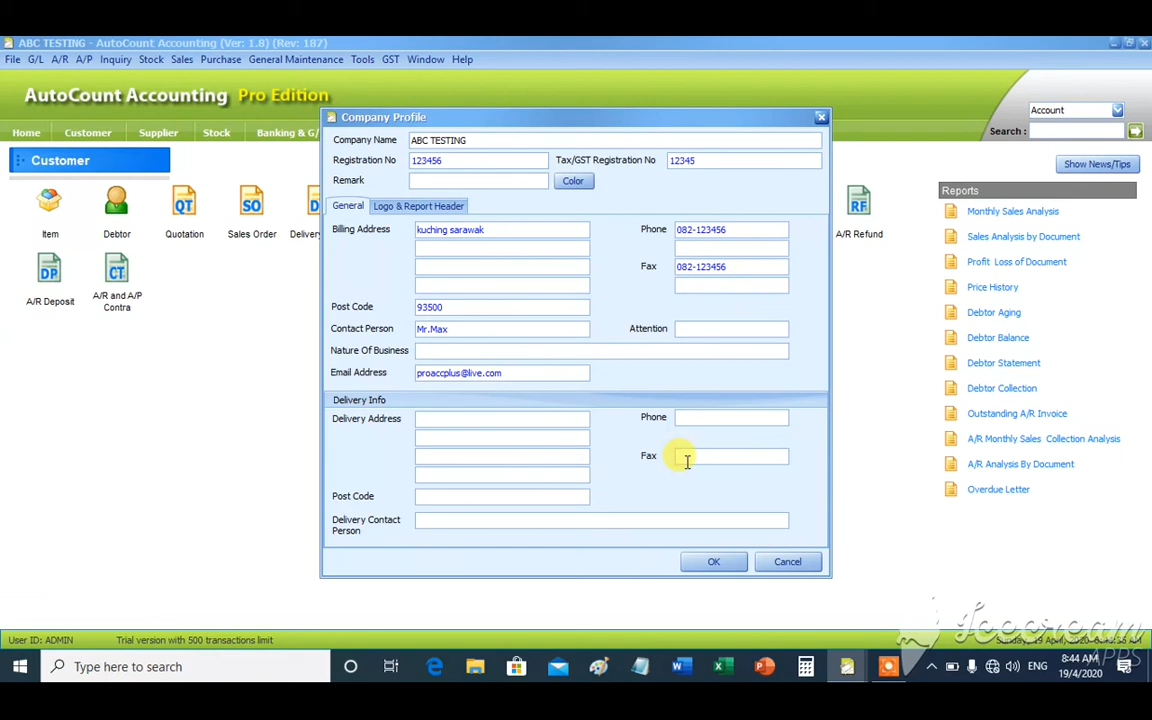 ABC TESTING - AutoCount Accounting (Ver: 1.8) (Rev: 187)
File G/L A/R A/P Inquiry Stock Sales Purchase General Maintenance Tools GST Window Help
AutoCount Accounting Pro Edition
Account
Search :
Home Customer Supplier Stock Banking & G/
Customer
Show News/Tips
Item
Debtor
Quotation
Sales Order
A/R Refund
A/R Deposit
A/R and A/P
Contra
Company Profile
Company Name ABC TESTING
Registration No 123456 Tax/GST Registration No 12345
Remark Color
General Logo & Report Header
Billing Address kuching sarawak Phone 082-123456
Fax 082-123456
Post Code 93500
Contact Person Mr.Max Attention
Nature Of Business
Email Address proaccplus@live.com
Delivery Info
Delivery Address Phone
Fax
Post Code
Delivery Contact
Person
OK Cancel
Reports
Monthly Sales Analysis
Sales Analysis by Document
Profit Loss of Document
Price History
Debtor Aging
Debtor Balance
Debtor Statement
Debtor Collection
Outstanding A/R Invoice
A/R Monthly Sales Collection Analysis
A/R Analysis By Document
Overdue Letter
User ID: ADMIN Trial version with 500 transactions limit Sunday, 19 April, 2020
Type here to search
ENG
8:44 AM
19/4/2020
APPS